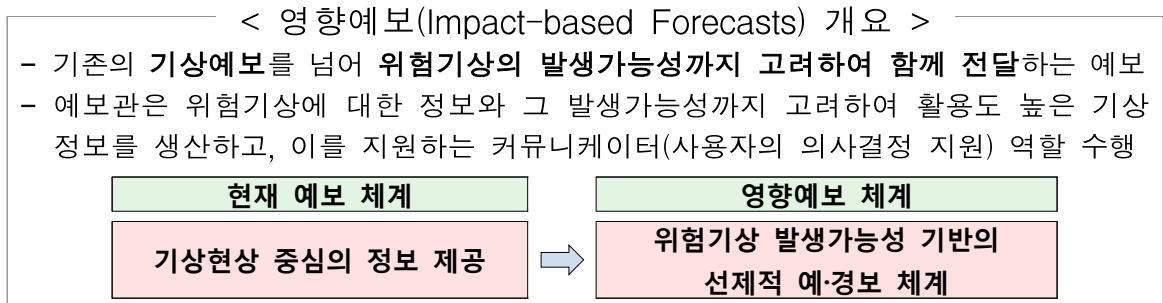 < 영향예보(Impact-based Forecasts) 개요 >
- 기존의 기상예보를 넘어 위험기상의 발생가능성까지 고려하여 함께 전달하는 예보
- 예보관은 위험기상에 대한 정보와 그 발생가능성까지 고려하여 활용도 높은 기상
정보를 생산하고, 이를 지원하는 커뮤니케이터(사용자의 의사결정 지원) 역할 수행
현재 예보 체계
영향예보 체계
기상현상 중심의 정보 제공
위험기상 발생가능성 기반의
선제적 예·경보 체계